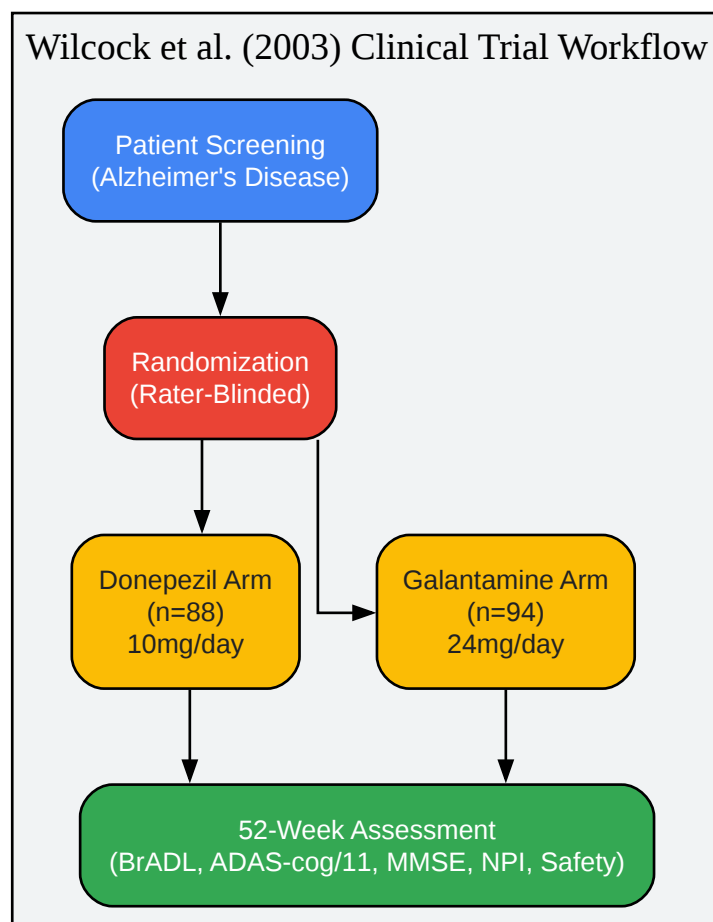 Wilcock et al. (2003) Clinical Trial Workflow
Patient Screening
(Alzheimer's Disease)
Randomization
(Rater-Blinded)
Donepezil Arm
(n=88)
10mg/day
Galantamine Arm
(n=94)
24mg/day
52-Week Assessment
(BrADL, ADAS-cog/11, MMSE, NPI, Safety)